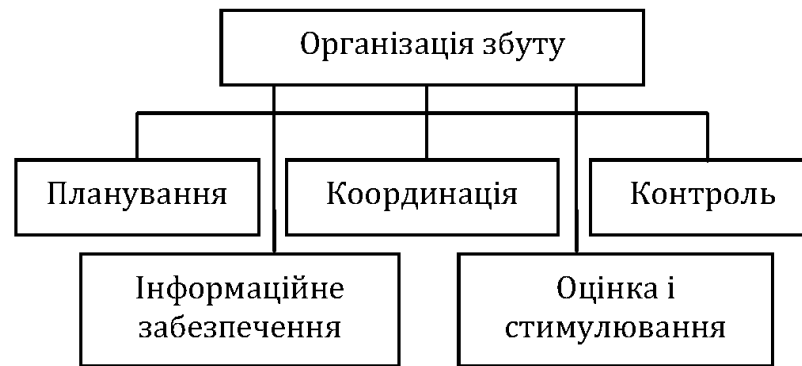 Організація збуту
Планування
Координація
Контроль
Інформаційне
забезпечення
Оцінка і
стимулювання